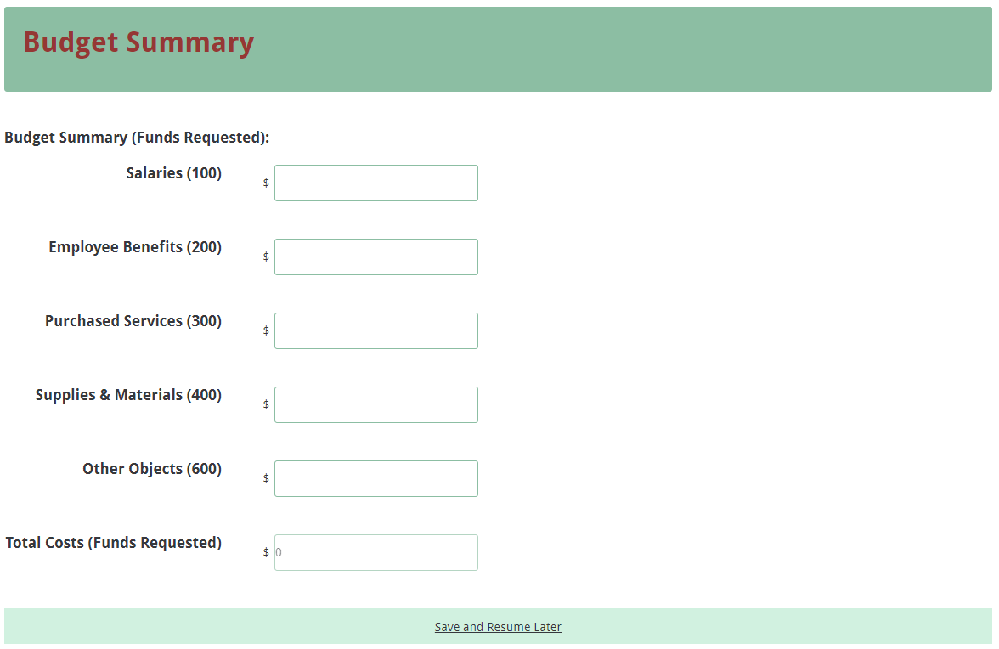 Budget Summary
Budget Summary (Funds Requested):
Salaries (100) $
Employee Benefits (200) $
Purchased Services (300) $
Supplies & Materials (400) $
Other Objects (600) $
Total Costs (Funds Requested) $ 0
Save and Resume Later